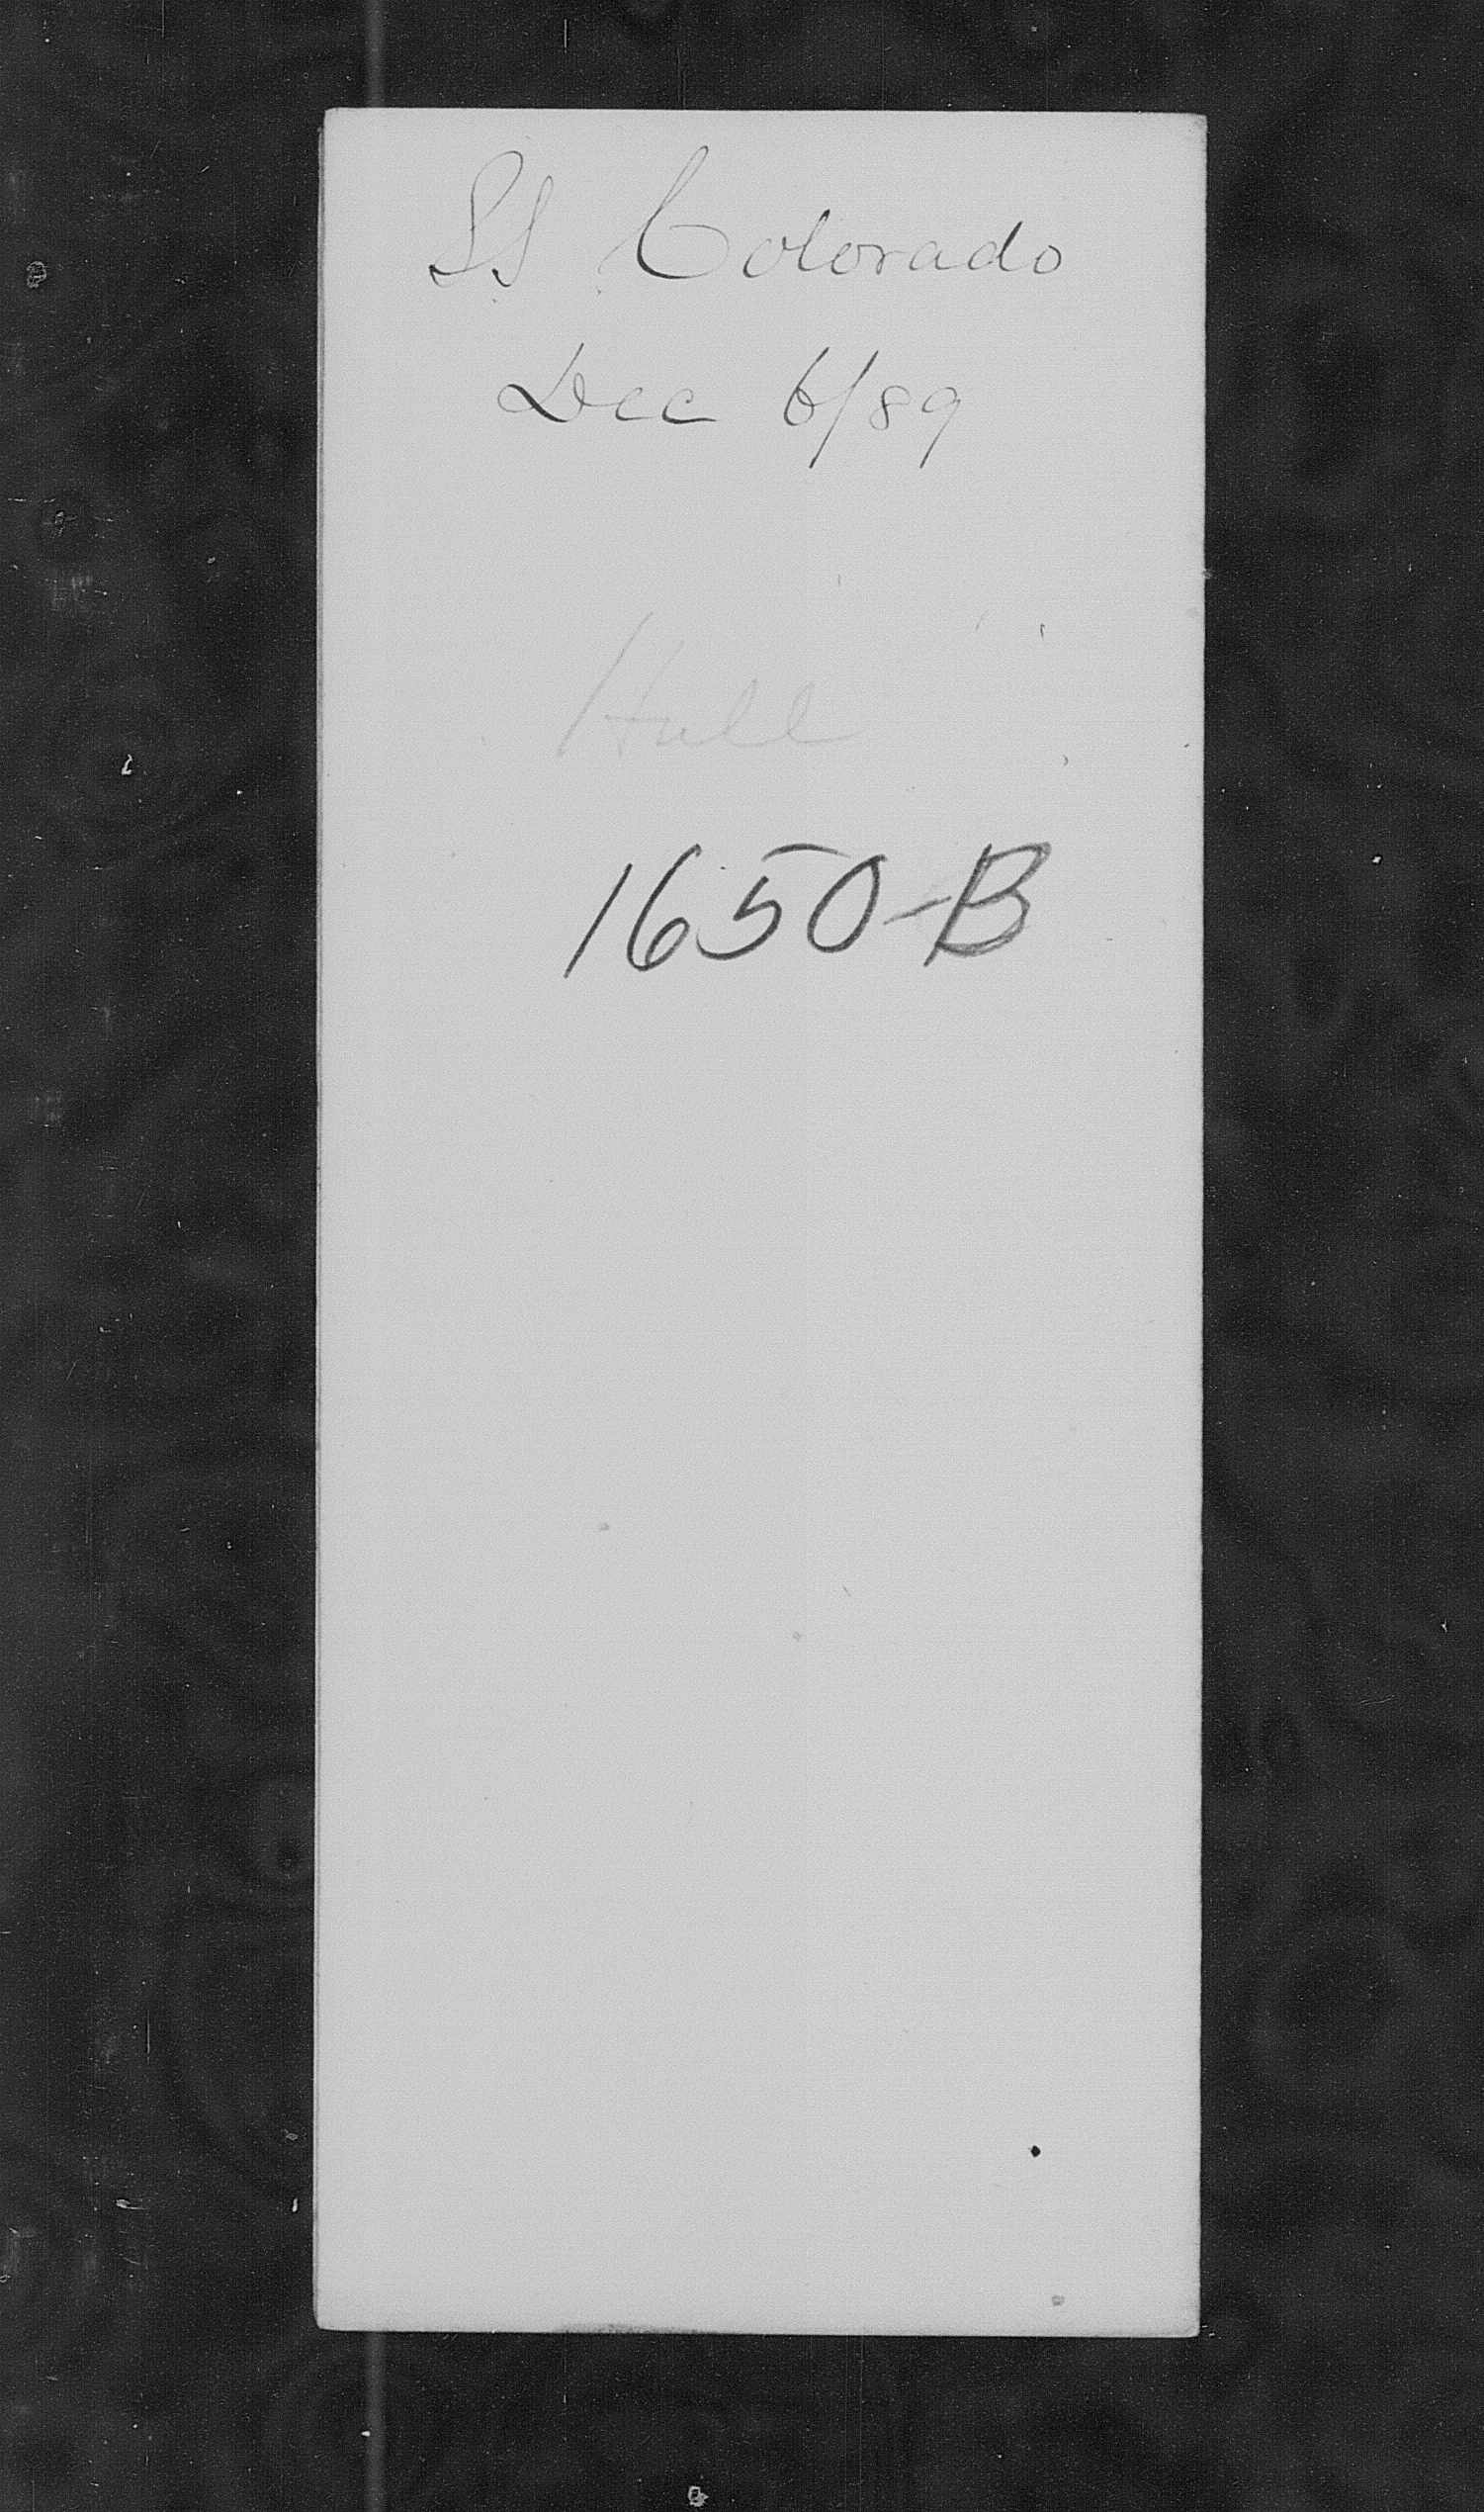 SS Colorado
Dec 6/89
Hull
1650-B